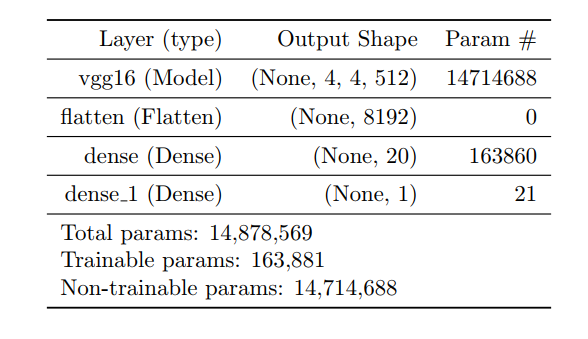 Layer (type) Output Shape Param #
vgg16 (Model) (None, 4, 4, 512) 14714688
flatten (Flatten) (None, 8192) 0
dense (Dense) (None, 20) 163860
dense_1 (Dense) (None, 1) 21
Total params: 14,878,569
Trainable params: 163,881
Non-trainable params: 14,714,688